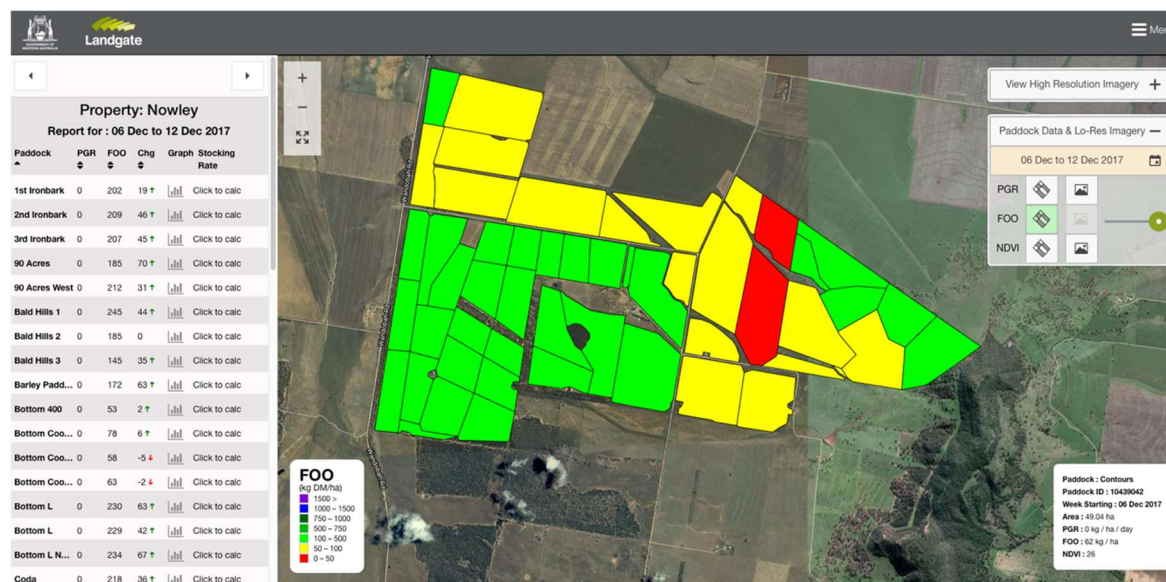 GOVERNMENT OF
WESTERN AUSTRALIA
Landgate
Men
Property: Nowley
Report for : 06 Dec to 12 Dec 2017
Paddock PGR FOO Chg Graph Stocking Rate
1st Ironbark 0 202 19 ↑ Click to calc
2nd Ironbark 0 209 46 ↑ Click to calc
3rd Ironbark 0 207 45 ↑ Click to calc
90 Acres 0 185 70 ↑ Click to calc
90 Acres West 0 212 31 ↑ Click to calc
Bald Hills 1 0 245 44 ↑ Click to calc
Bald Hills 2 0 185 0 Click to calc
Bald Hills 3 0 145 35 ↑ Click to calc
Barley Padd... 0 172 63 ↑ Click to calc
Bottom 400 0 53 2 ↑ Click to calc
Bottom Coo... 0 78 6 ↑ Click to calc
Bottom Coo... 0 58 -5 ↓ Click to calc
Bottom Coo... 0 63 -2 ↓ Click to calc
Bottom L 0 230 63 ↑ Click to calc
Bottom L 0 229 42 ↑ Click to calc
Bottom L N... 0 234 67 ↑ Click to calc
Coda 0 218 36 ↑ Click to calc
+
−
Wandobah Rd
Wandobah Rd
Wandobah Rd
FOO
(kg DM/ha)
1500 >
1000 – 1500
750 – 1000
500 – 750
100 – 500
50 – 100
0 – 50
View High Resolution Imagery +
Paddock Data & Lo-Res Imagery −
06 Dec to 12 Dec 2017
PGR
FOO
NDVI
Paddock : Contours
Paddock ID : 10439042
Week Starting : 06 Dec 2017
Area : 49.04 ha
PGR : 0 kg / ha / day
FOO : 62 kg / ha
NDVI : 26